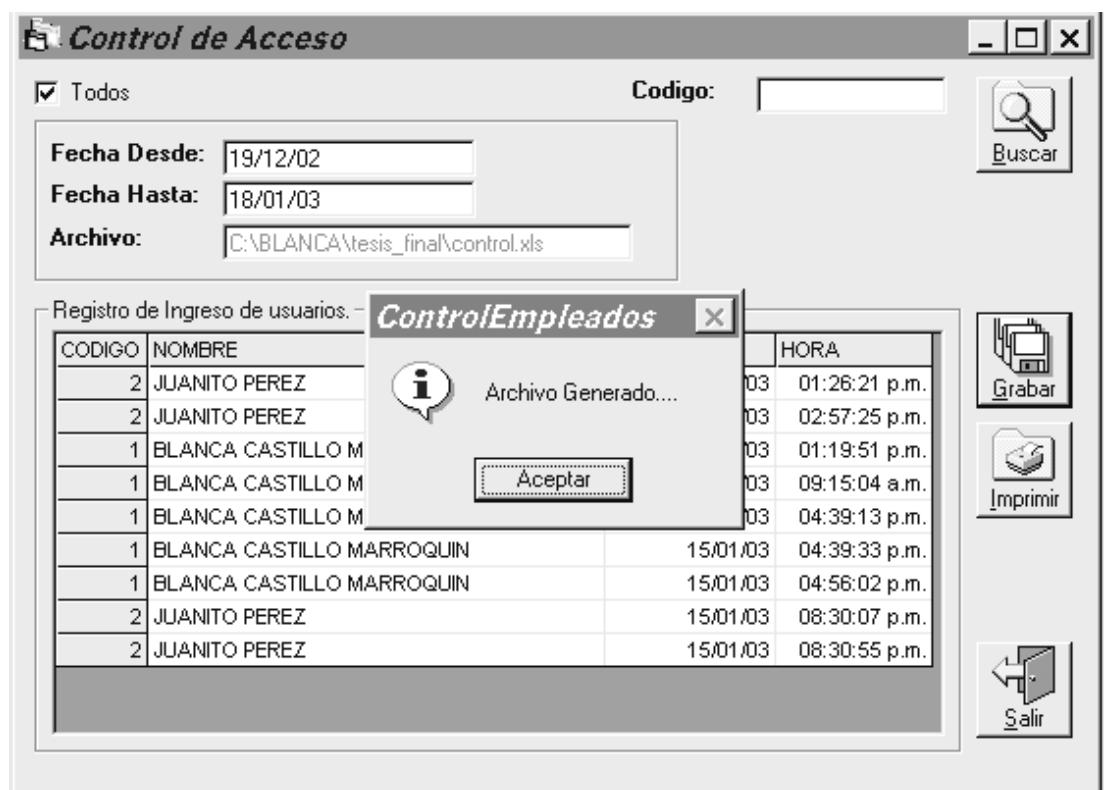 Control de Acceso
Todos
Codigo:
Buscar
Fecha Desde: 19/12/02
Fecha Hasta: 18/01/03
Archivo: C:\BLANCA\tesis_final\control.xls
Registro de Ingreso de usuarios.
ControlEmpleados
Archivo Generado....
Aceptar
CODIGO NOMBRE HORA
2 JUANITO PEREZ /03 01:26:21 p.m.
2 JUANITO PEREZ /03 02:57:25 p.m.
1 BLANCA CASTILLO M /03 01:19:51 p.m.
1 BLANCA CASTILLO M /03 09:15:04 a.m.
1 BLANCA CASTILLO M /03 04:39:13 p.m.
1 BLANCA CASTILLO MARROQUIN 15/01/03 04:39:33 p.m.
1 BLANCA CASTILLO MARROQUIN 15/01/03 04:56:02 p.m.
2 JUANITO PEREZ 15/01/03 08:30:07 p.m.
2 JUANITO PEREZ 15/01/03 08:30:55 p.m.
Grabar
Imprimir
Salir